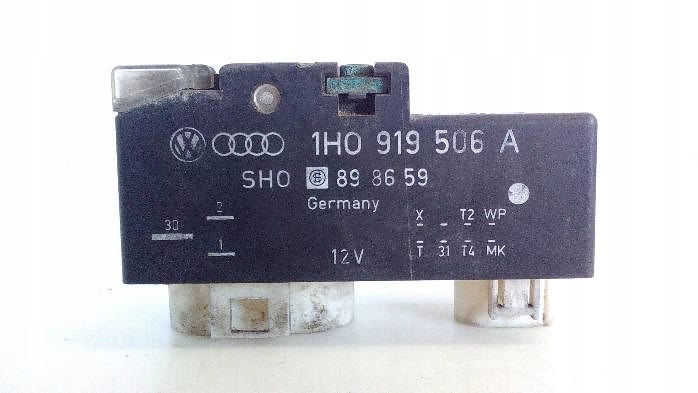 1H0 919 506 A
SHO 89 86 59
Germany
30
2
1
12V
X T2 WP
T 31 T4 MK